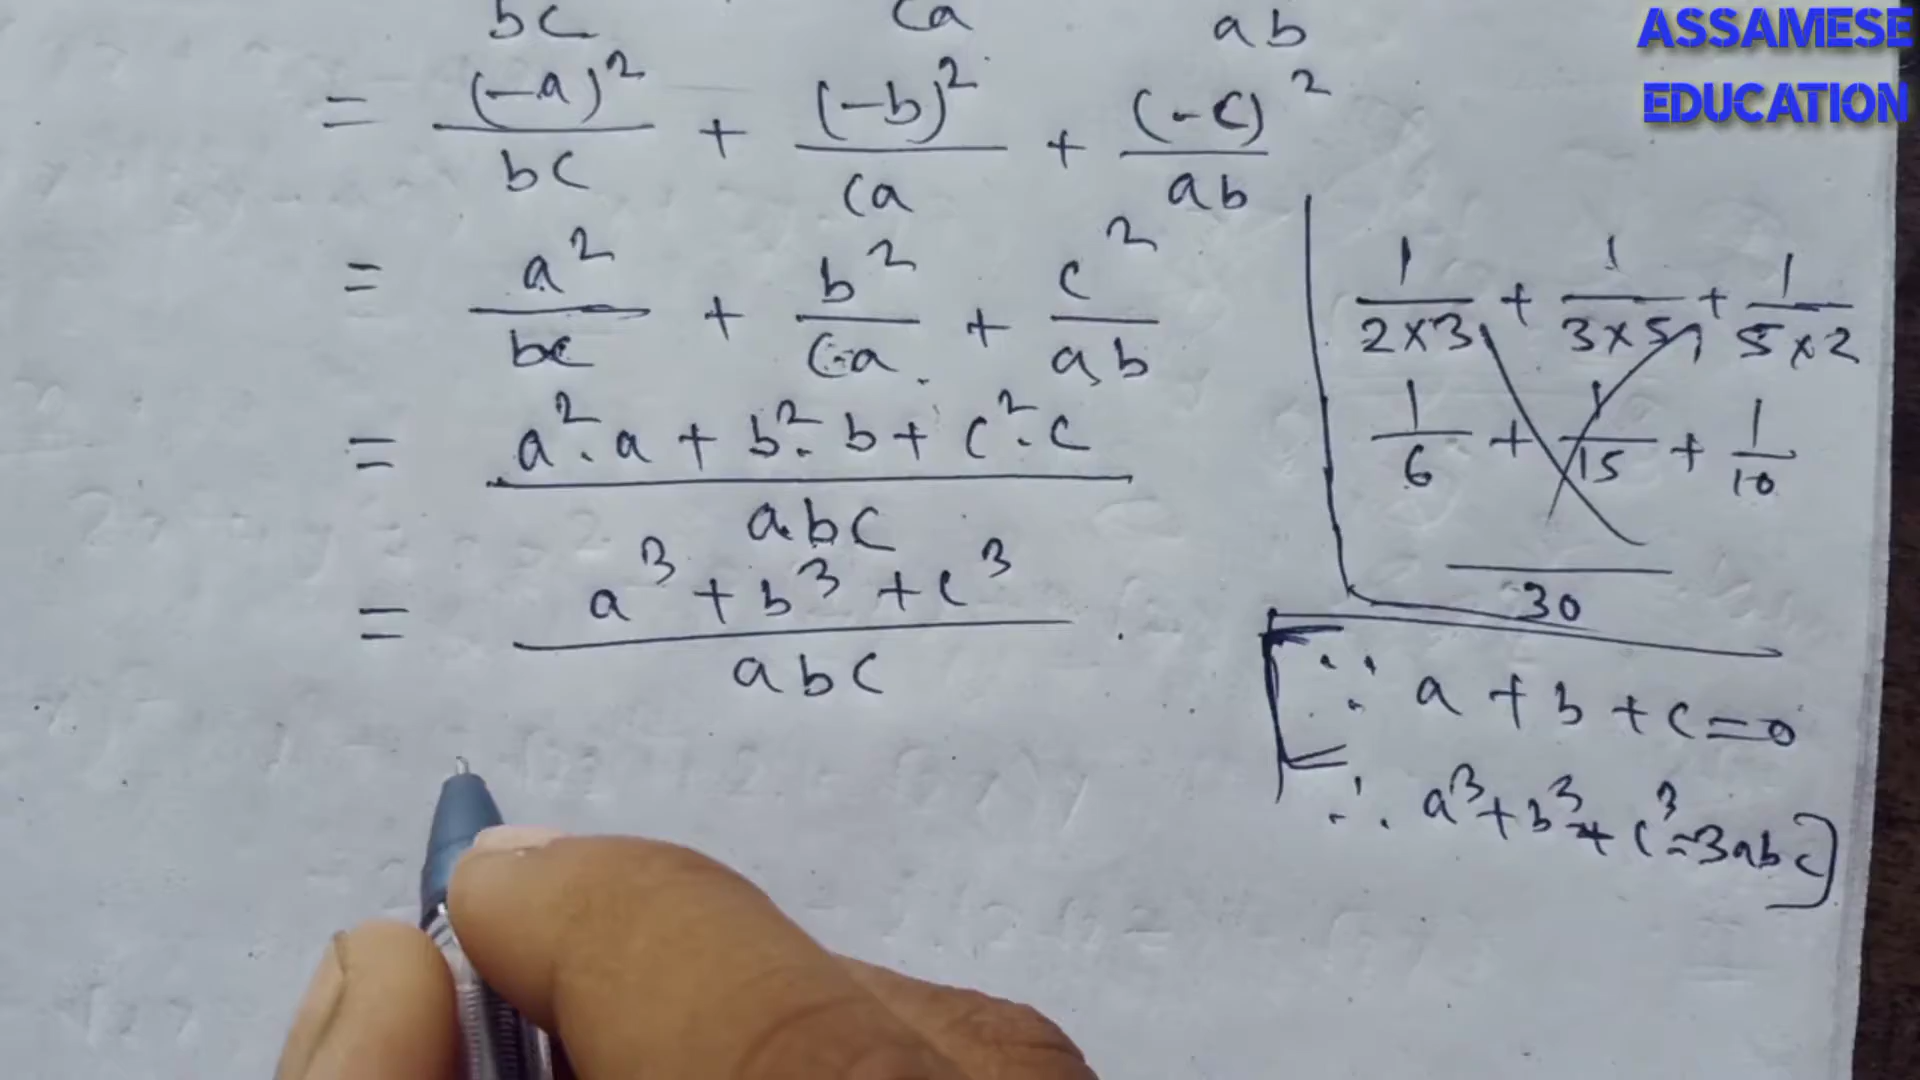 bc ca ab
= (-a)²/bc + (-b)²/ca + (-c)²/ab
= a²/bc + b²/c·a + c²/ab
= (a².a + b².b + c².c)/abc
= (a³ + b³ + c³)/abc
ASSAMESE
EDUCATION
1/(2×3) + 1/(3×5) + 1/(5×2)
1/6 + 1/15 + 1/10
30
[∵ a + b + c = 0
∴ a³ + b³ + c³ = 3abc]